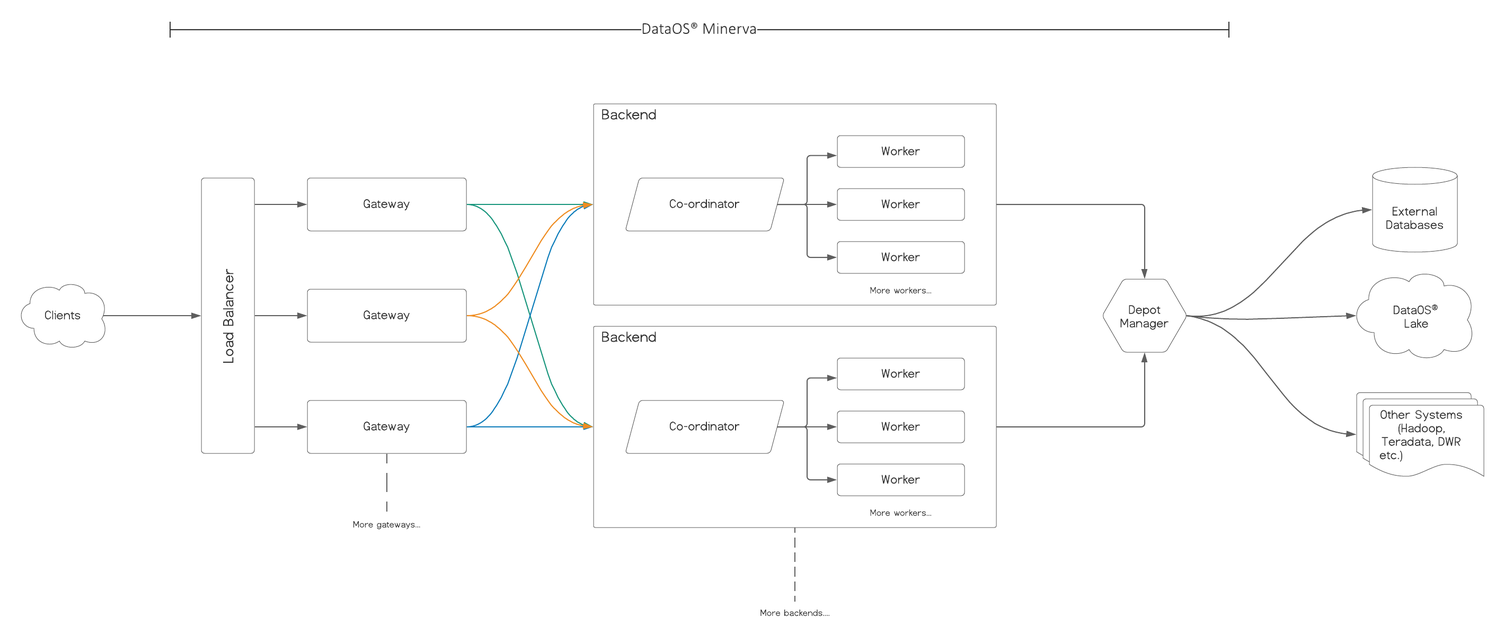 DataOS® Minerva
Clients
Load Balancer
Gateway
Gateway
Gateway
More gateways...
Backend
Co-ordinator
Worker
Worker
Worker
More workers...
Backend
Co-ordinator
Worker
Worker
Worker
More workers...
More backends....
Depot
Manager
External
Databases
DataOS®
Lake
Other Systems
(Hadoop,
Teradata, DWR
etc.)